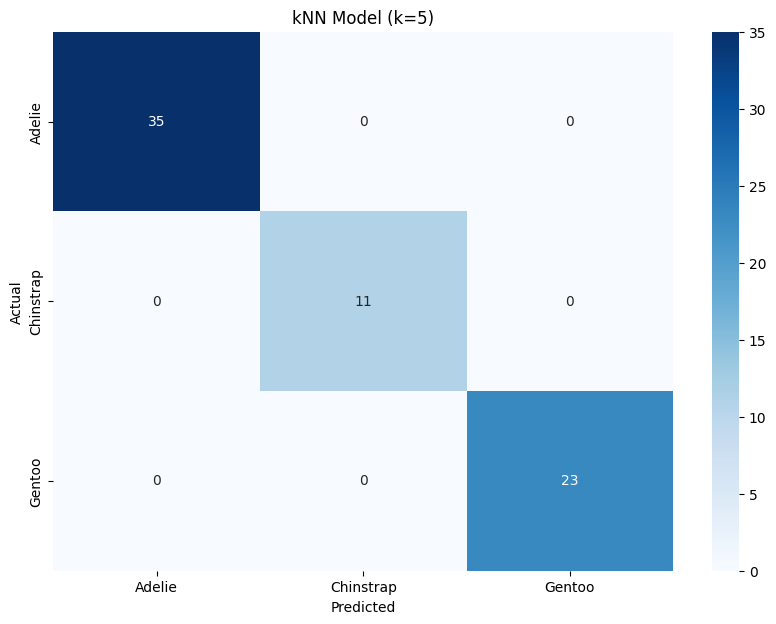 kNN Model (k=5)
Adelie
35
0
0
Actual
Chinstrap
0
11
0
Gentoo
0
0
23
Adelie
Chinstrap
Gentoo
Predicted
35
30
25
20
15
10
5
0